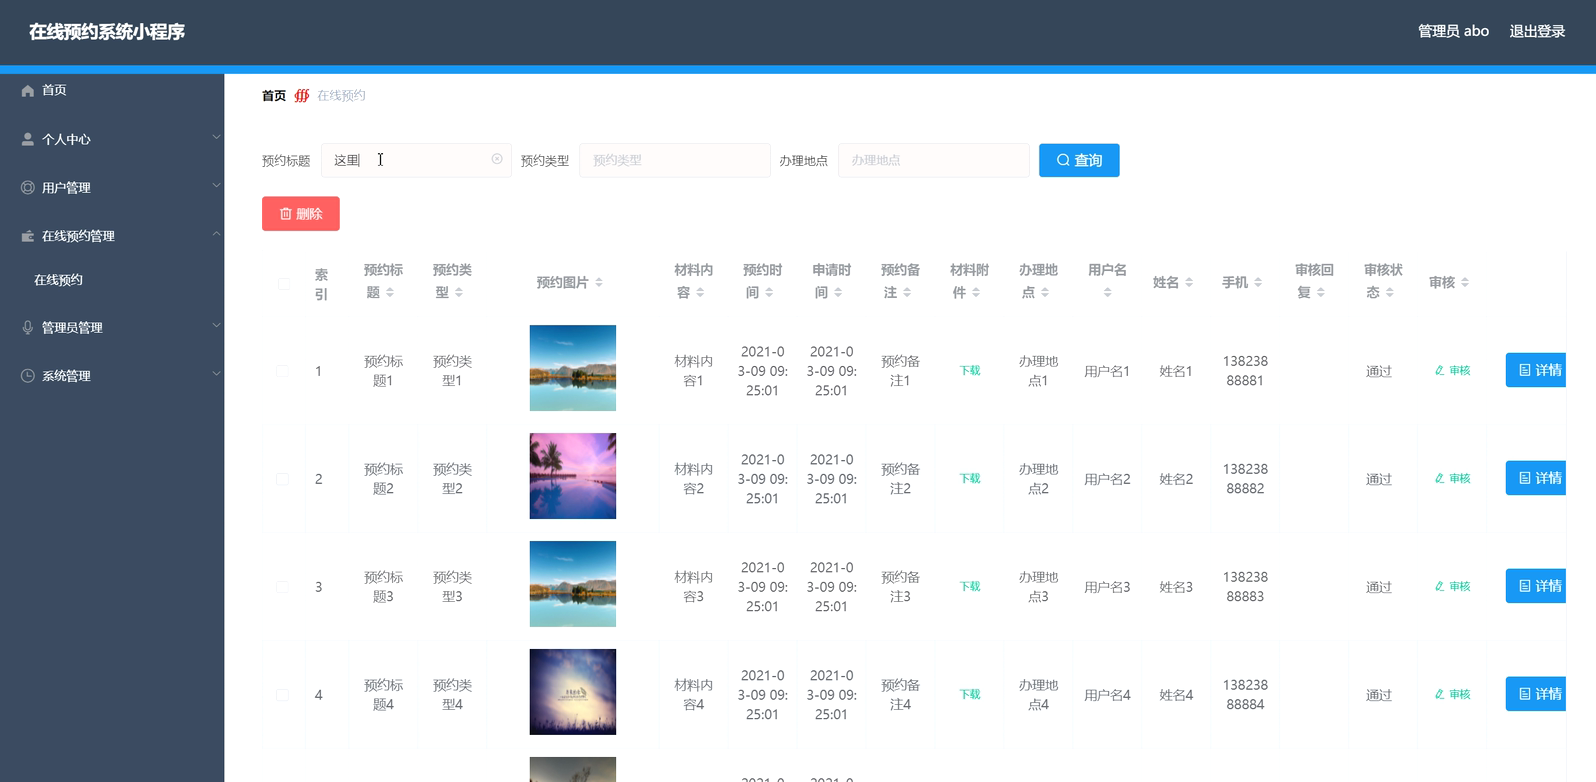 在线预约系统小程序
管理员 abo 退出登录
首页
个人中心
用户管理
在线预约管理
在线预约
管理员管理
系统管理
首页 在线预约
预约标题 这里 预约类型 预约类型 办理地点 办理地点 查询
删除
索引 预约标题 预约类型 预约图片 材料内容 预约时间 申请时间 预约备注 材料附件 办理地点 用户名 姓名 手机 审核回复 审核状态 审核
1 预约标题1 预约类型1 材料内容1 2021-03-09 09:25:01 2021-03-09 09:25:01 预约备注1 下载 办理地点1 用户名1 姓名1 13823888881 通过 审核 详情
2 预约标题2 预约类型2 材料内容2 2021-03-09 09:25:01 2021-03-09 09:25:01 预约备注2 下载 办理地点2 用户名2 姓名2 13823888882 通过 审核 详情
3 预约标题3 预约类型3 材料内容3 2021-03-09 09:25:01 2021-03-09 09:25:01 预约备注3 下载 办理地点3 用户名3 姓名3 13823888883 通过 审核 详情
4 预约标题4 预约类型4 材料内容4 2021-03-09 09:25:01 2021-03-09 09:25:01 预约备注4 下载 办理地点4 用户名4 姓名4 13823888884 通过 审核 详情